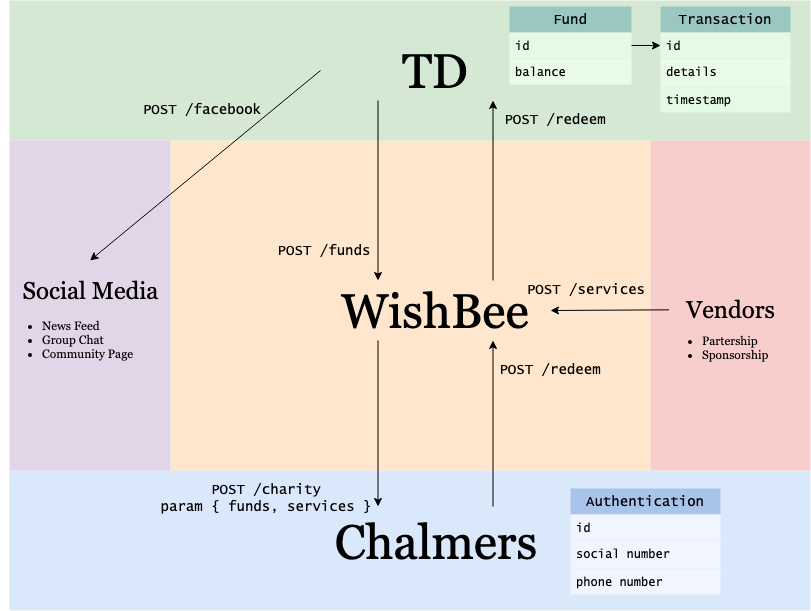 Fund
id
balance
Transaction
id
details
timestamp
TD
POST /facebook
POST /redeem
POST /funds
Social Media
News Feed
Group Chat
Community Page
WishBee
POST /services
Vendors
Partership
Sponsorship
POST /redeem
POST /charity
param { funds, services }
Chalmers
Authentication
id
social number
phone number